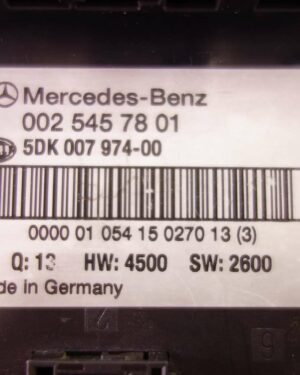 Mercedes-Benz
002 545 78 01
5DK 007 974-00
0000 01 054 15 0270 13 (3)
Q: 13 HW: 4500 SW: 2600
de in Germany